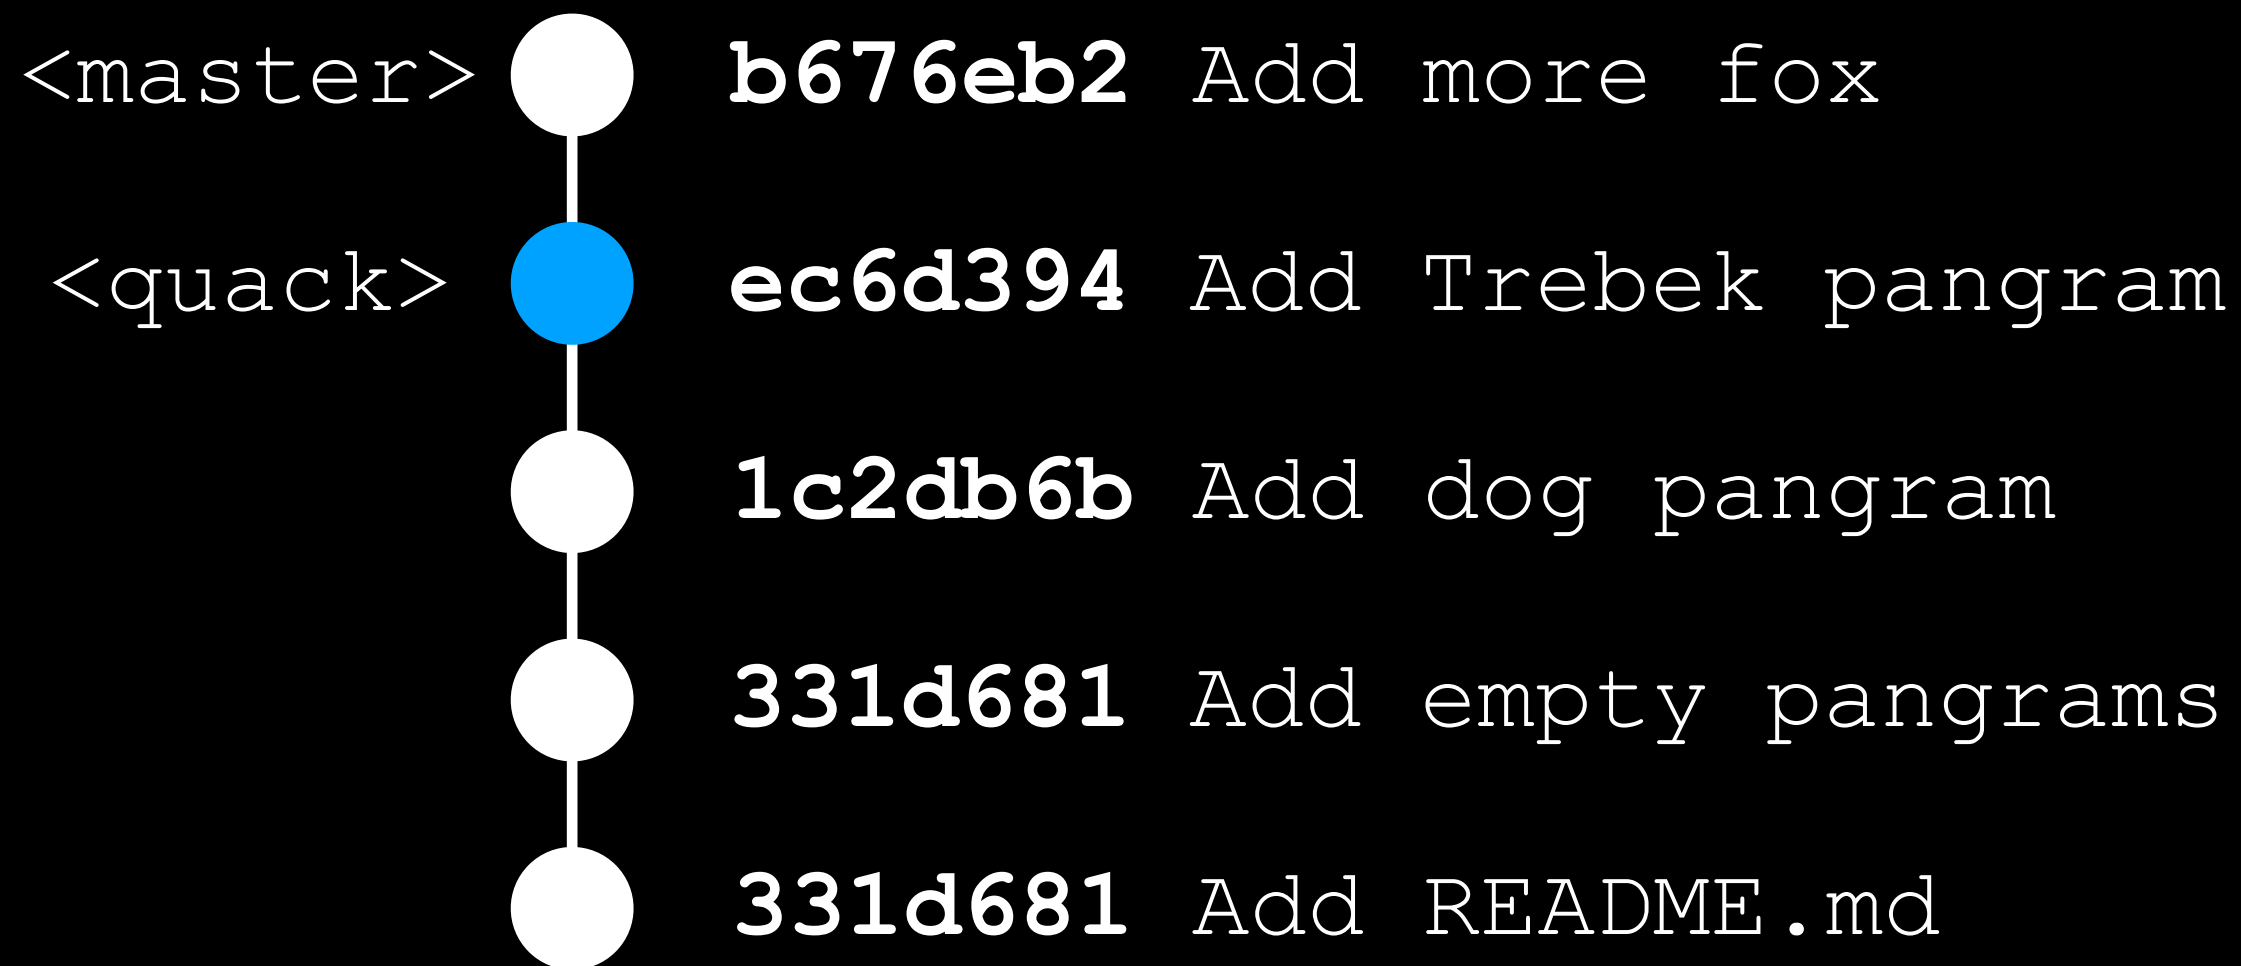 <master> b676eb2 Add more fox
<quack> ec6d394 Add Trebek pangram
1c2db6b Add dog pangram
331d681 Add empty pangrams
331d681 Add README.md